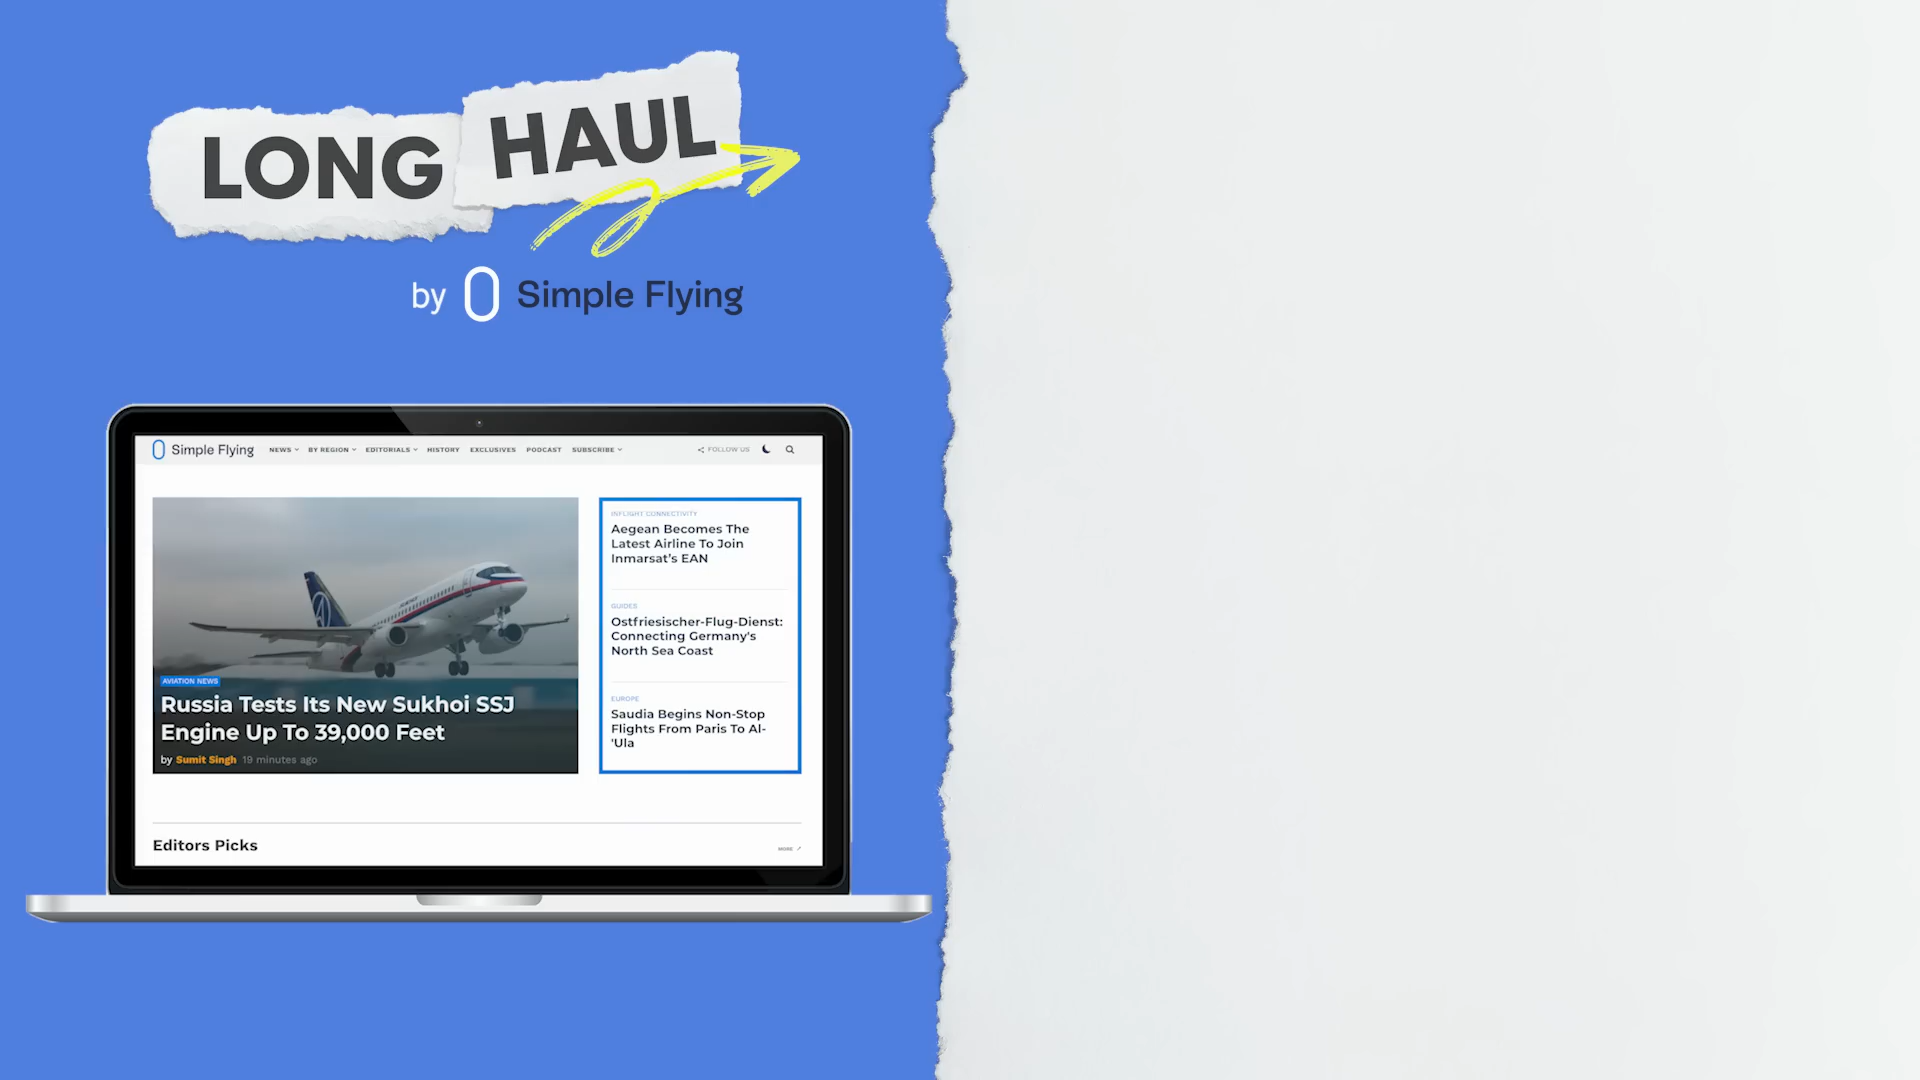 LONG HAUL
by Simple Flying
Simple Flying NEWS BY REGION EDITORIALS HISTORY EXCLUSIVES PODCAST SUBSCRIBE FOLLOW US
AVIATION NEWS
Russia Tests Its New Sukhoi SSJ
Engine Up To 39,000 Feet
by Sumit Singh 19 minutes ago
INFLIGHT CONNECTIVITY
Aegean Becomes The
Latest Airline To Join
Inmarsat's EAN
GUIDES
Ostfriesischer-Flug-Dienst:
Connecting Germany's
North Sea Coast
EUROPE
Saudia Begins Non-Stop
Flights From Paris To Al-
'Ula
Editors Picks
MORE